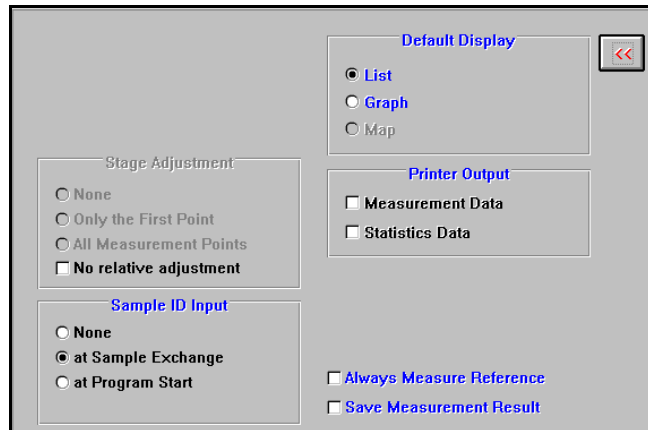 Default Display
<<
List
Graph
Map
Stage Adjustment
None
Only the First Point
All Measurement Points
No relative adjustment
Printer Output
Measurement Data
Statistics Data
Sample ID Input
None
at Sample Exchange
at Program Start
Always Measure Reference
Save Measurement Result